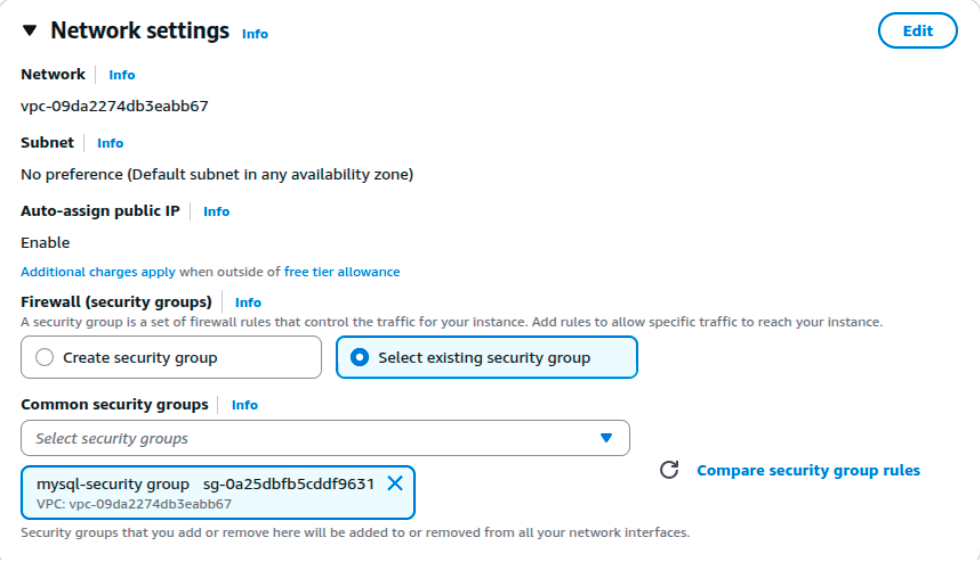 Network settings Info
Edit
Network Info
vpc-09da2274db3eabb67
Subnet Info
No preference (Default subnet in any availability zone)
Auto-assign public IP Info
Enable
Additional charges apply when outside of free tier allowance
Firewall (security groups) Info
A security group is a set of firewall rules that control the traffic for your instance. Add rules to allow specific traffic to reach your instance.
Create security group
Select existing security group
Common security groups Info
Select security groups
mysql-security group sg-0a25dbfb5cddf9631
VPC: vpc-09da2274db3eabb67
Compare security group rules
Security groups that you add or remove here will be added to or removed from all your network interfaces.